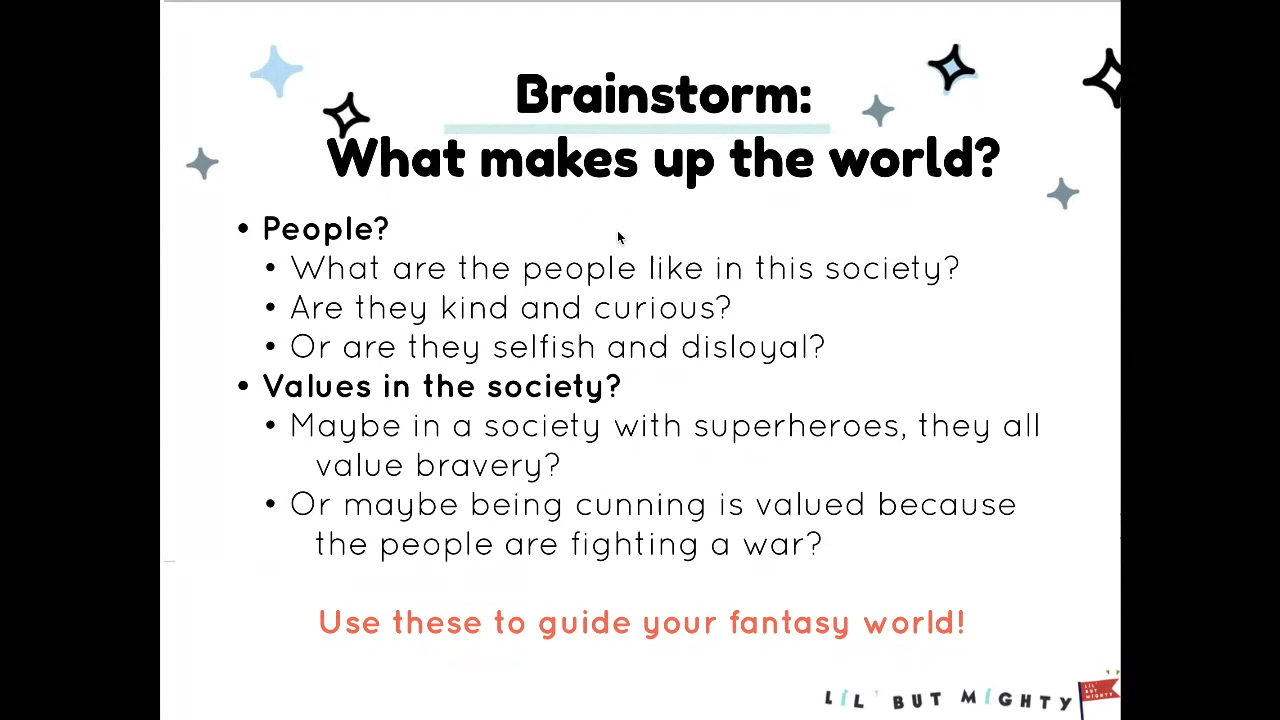 Brainstorm:
What makes up the world?
• People?
• What are the people like in this society?
• Are they kind and curious?
• Or are they selfish and disloyal?
• Values in the society?
• Maybe in a society with superheroes, they all
value bravery?
• Or maybe being cunning is valued because
the people are fighting a war?
Use these to guide your fantasy world!
LIL' BUT MIGHTY
LIL'
BUT
MIGHTY